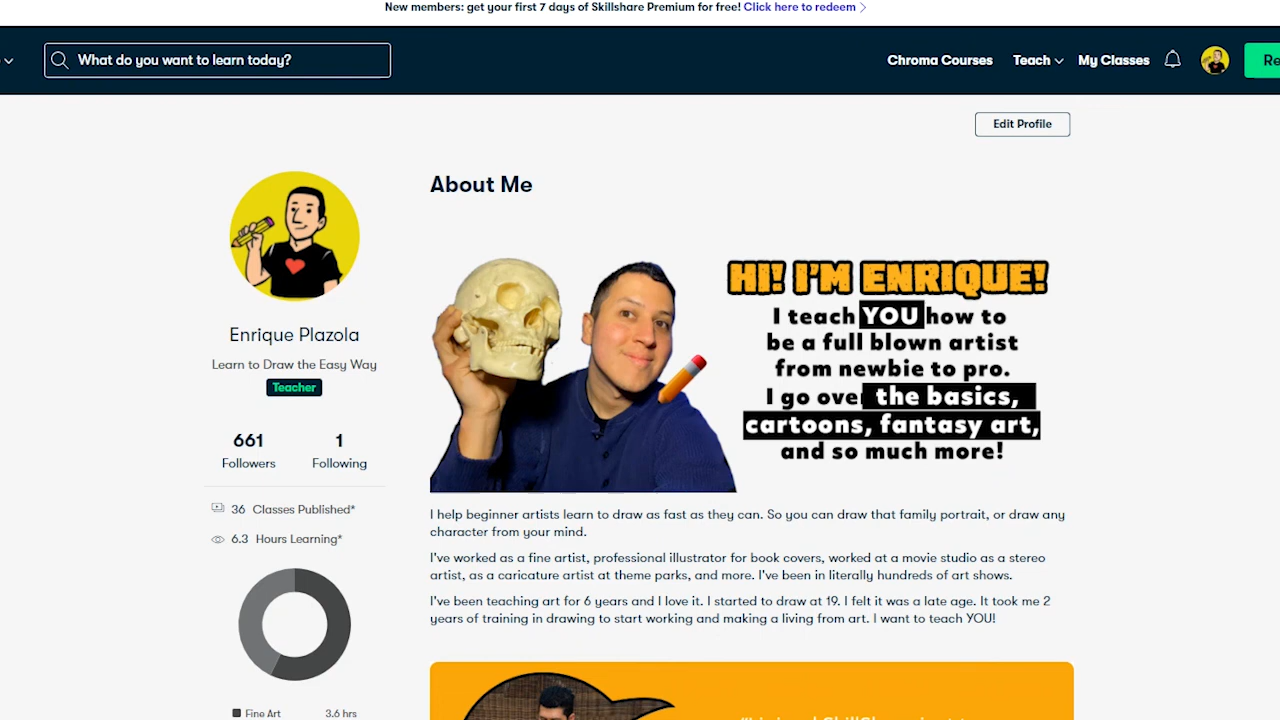 New members: get your first 7 days of Skillshare Premium for free! Click here to redeem
What do you want to learn today?
Chroma Courses
Teach
My Classes
Edit Profile
About Me
HI! I'M ENRIQUE!
I teach YOU how to
be a full blown artist
from newbie to pro.
I go over the basics,
cartoons, fantasy art,
and so much more!
Enrique Plazola
Learn to Draw the Easy Way
Teacher
661 1
Followers Following
36 Classes Published*
6.3 Hours Learning*
Fine Art 3.6 hrs
I help beginner artists learn to draw as fast as they can. So you can draw that family portrait, or draw any
character from your mind.
I've worked as a fine artist, professional illustrator for book covers, worked at a movie studio as a stereo
artist, as a caricature artist at theme parks, and more. I've been in literally hundreds of art shows.
I've been teaching art for 6 years and I love it. I started to draw at 19. I felt it was a late age. It took me 2
years of training in drawing to start working and making a living from art. I want to teach YOU!